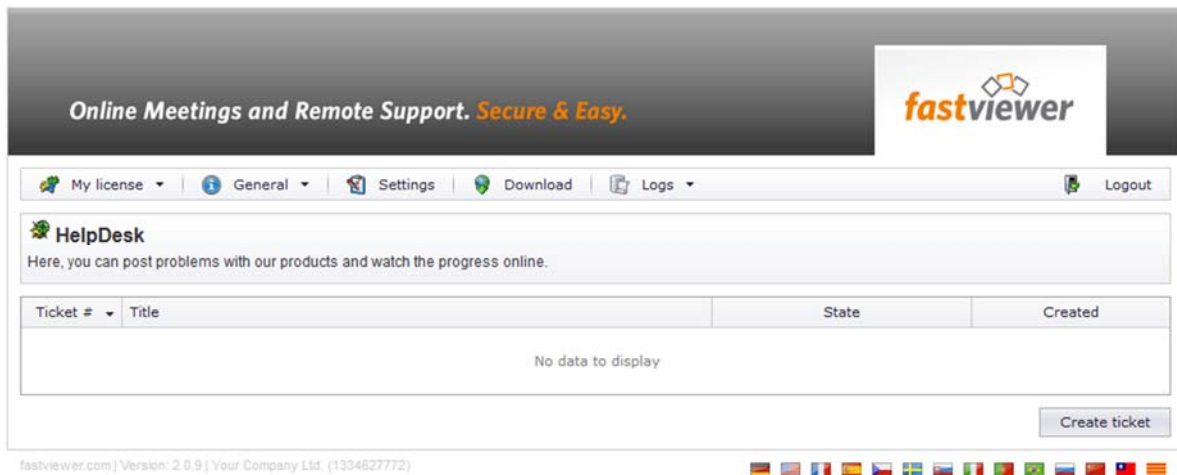 Online Meetings and Remote Support. Secure & Easy.
fastviewer
My license General Settings Download Logs Logout
HelpDesk
Here, you can post problems with our products and watch the progress online.
Ticket # Title State Created
No data to display
Create ticket
fastviewer.com | Version: 2.0.9 | Your Company Ltd. (1334627772)